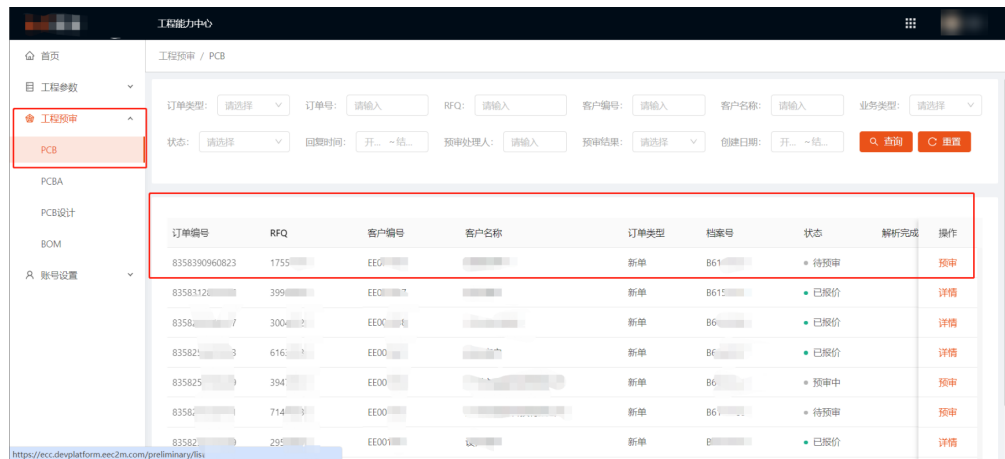 工程能力中心
首页
工程预审 / PCB
工程参数
订单类型: 请选择 订单号: 请输入 RFQ: 请输入 客户编号: 请输入 客户名称: 请输入 业务类型: 请选择
工程预审
状态: 请选择 回复时间: 开... ~结... 预审处理人: 请输入 预审结果: 请选择 创建日期: 开... ~结... 查询 重置
PCB
PCBA
PCB设计
BOM
账号设置
订单编号 RFQ 客户编号 客户名称 订单类型 档案号 状态 解析完成 操作
8358390960823 1755 新单 待预审 预审
新单 B615 已报价 详情
新单 已报价 详情
新单 已报价 详情
新单 预审中 预审
新单 待预审 预审
新单 已报价 详情
https://ecc.devplatform.eec2m.com/preliminary/lis